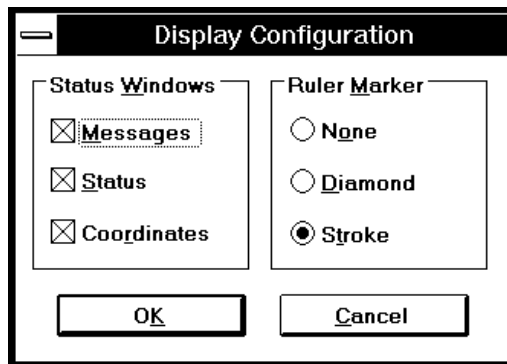 Display Configuration
Status Windows
Messages
Status
Coordinates
Ruler Marker
None
Diamond
Stroke
OK
Cancel